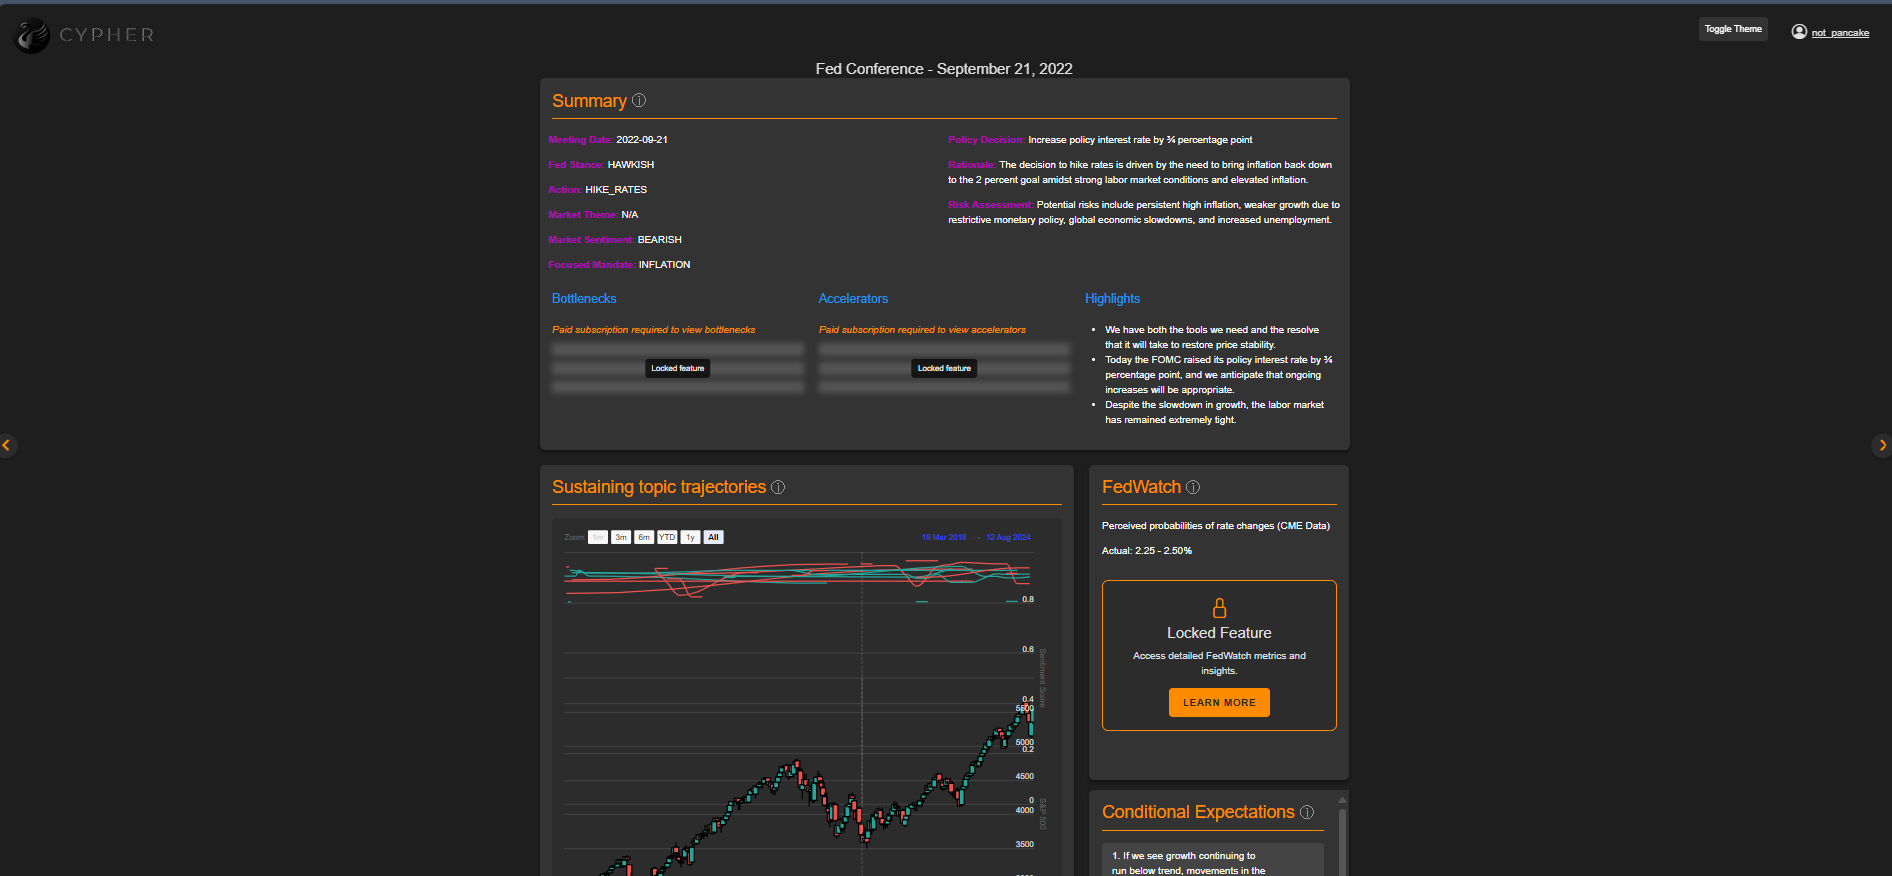 CYPHER
Toggle Theme
not_pancake
Fed Conference - September 21, 2022
Summary
Meeting Date: 2022-09-21
Fed Stance: HAWKISH
Action: HIKE_RATES
Market Theme: N/A
Market Sentiment: BEARISH
Focused Mandate: INFLATION
Policy Decision: Increase policy interest rate by ¾ percentage point
Rationale: The decision to hike rates is driven by the need to bring inflation back down
to the 2 percent goal amidst strong labor market conditions and elevated inflation.
Risk Assessment: Potential risks include persistent high inflation, weaker growth due to
restrictive monetary policy, global economic slowdowns, and increased unemployment.
Bottlenecks
Paid subscription required to view bottlenecks
Locked feature
Accelerators
Paid subscription required to view accelerators
Locked feature
Highlights
• We have both the tools we need and the resolve
that it will take to restore price stability.
• Today the FOMC raised its policy interest rate by ¾
percentage point, and we anticipate that ongoing
increases will be appropriate.
• Despite the slowdown in growth, the labor market
has remained extremely tight.
Sustaining topic trajectories
Zoom 1m 3m 6m YTD 1y All
19 Mar 2018 → 12 Aug 2024
0.8
0.6
Sentiment Score
0.4
5500
5000
0.2
4500
0
4000
S&P 500
3500
FedWatch
Perceived probabilities of rate changes (CME Data)
Actual: 2.25 - 2.50%
Locked Feature
Access detailed FedWatch metrics and
insights.
LEARN MORE
Conditional Expectations
1. If we see growth continuing to
run below trend, movements in the